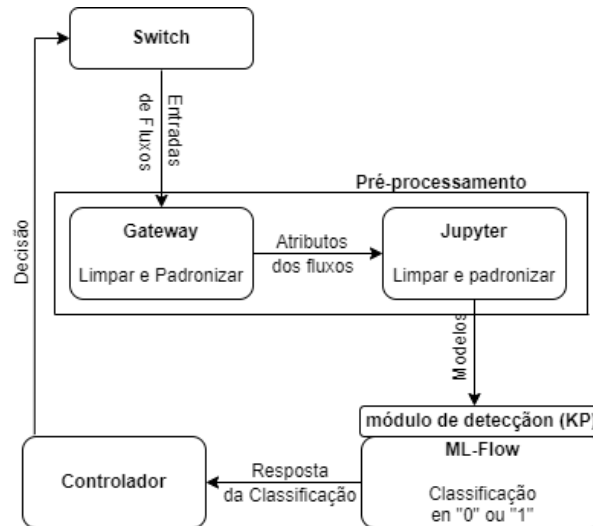 Switch
Entradas
de Fluxos
Decisão
Pré-processamento
Gateway
Limpar e Padronizar
Atributos
dos fluxos
Jupyter
Limpar e padronizar
Modelos
módulo de detecçãon (KP)
ML-Flow
Classificação
en "0" ou "1"
Resposta
da Classificação
Controlador